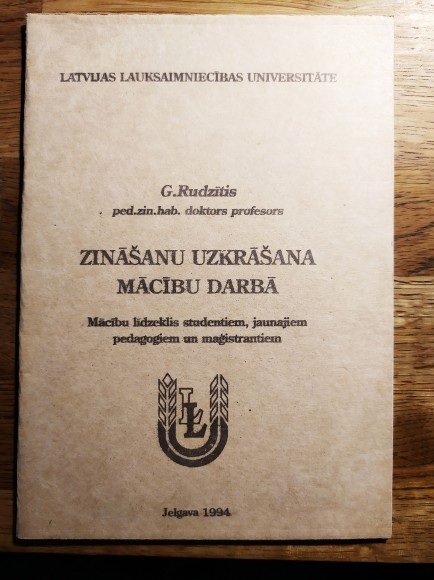 LATVIJAS LAUKSAIMNIECĪBAS UNIVERSITĀTE
G.Rudzītis
ped.zin.hab. doktors profesors
ZINĀŠANU UZKRĀŠANA
MĀCĪBU DARBĀ
Mācību līdzeklis studentiem, jaunajiem
pedagogiem un maģistrantiem
LLU
Jelgava 1994